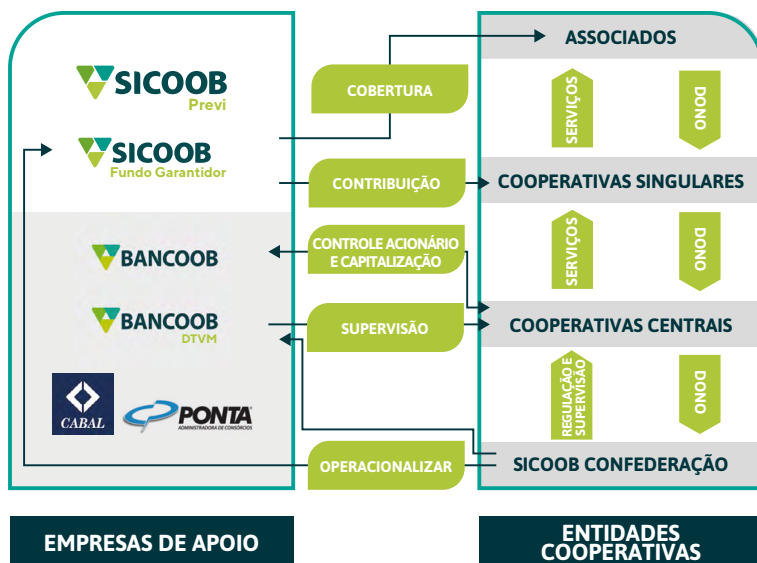 SICOOB
Previ
SICOOB
Fundo Garantidor
BANCOOB
BANCOOB
DTVM
CABAL
PONTA
ADMINISTRADORA DE CONSÓRCIOS
EMPRESAS DE APOIO
COBERTURA
CONTRIBUIÇÃO
CONTROLE ACIONÁRIO
E CAPITALIZAÇÃO
SUPERVISÃO
OPERACIONALIZAR
ASSOCIADOS
SERVIÇOS
DONO
COOPERATIVAS SINGULARES
SERVIÇOS
DONO
COOPERATIVAS CENTRAIS
REGULAÇÃO E
SUPERVISÃO
DONO
SICOOB CONFEDERAÇÃO
ENTIDADES
COOPERATIVAS